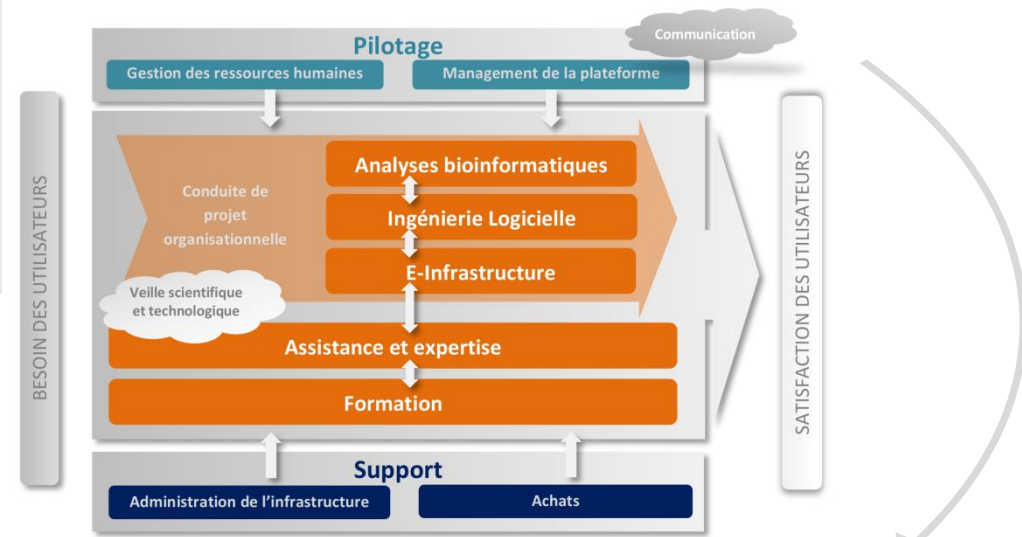 Communication
Pilotage
Gestion des ressources humaines
Management de la plateforme
BESOIN DES UTILISATEURS
Conduite de
projet
organisationnelle
Analyses bioinformatiques
Ingénierie Logicielle
E-Infrastructure
Veille scientifique
et technologique
Assistance et expertise
Formation
SATISFACTION DES UTILISATEURS
Support
Administration de l'infrastructure
Achats